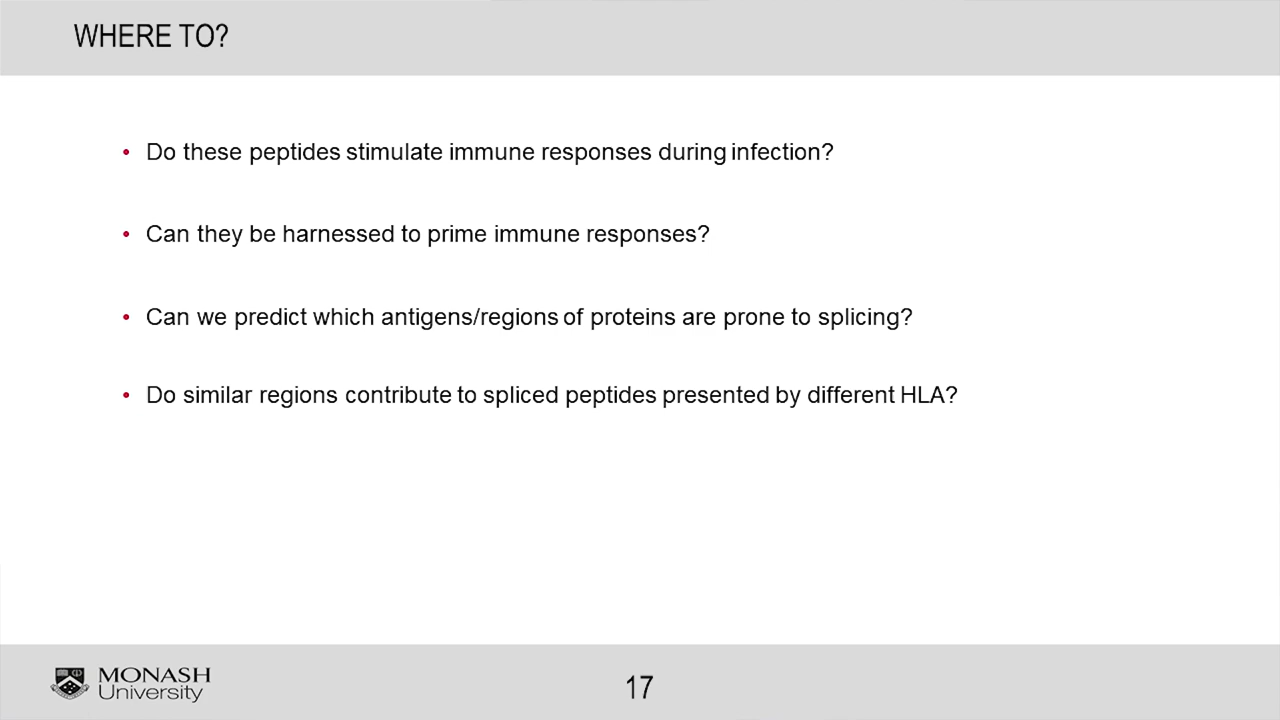 WHERE TO?
• Do these peptides stimulate immune responses during infection?
• Can they be harnessed to prime immune responses?
• Can we predict which antigens/regions of proteins are prone to splicing?
• Do similar regions contribute to spliced peptides presented by different HLA?
MONASH
University
17